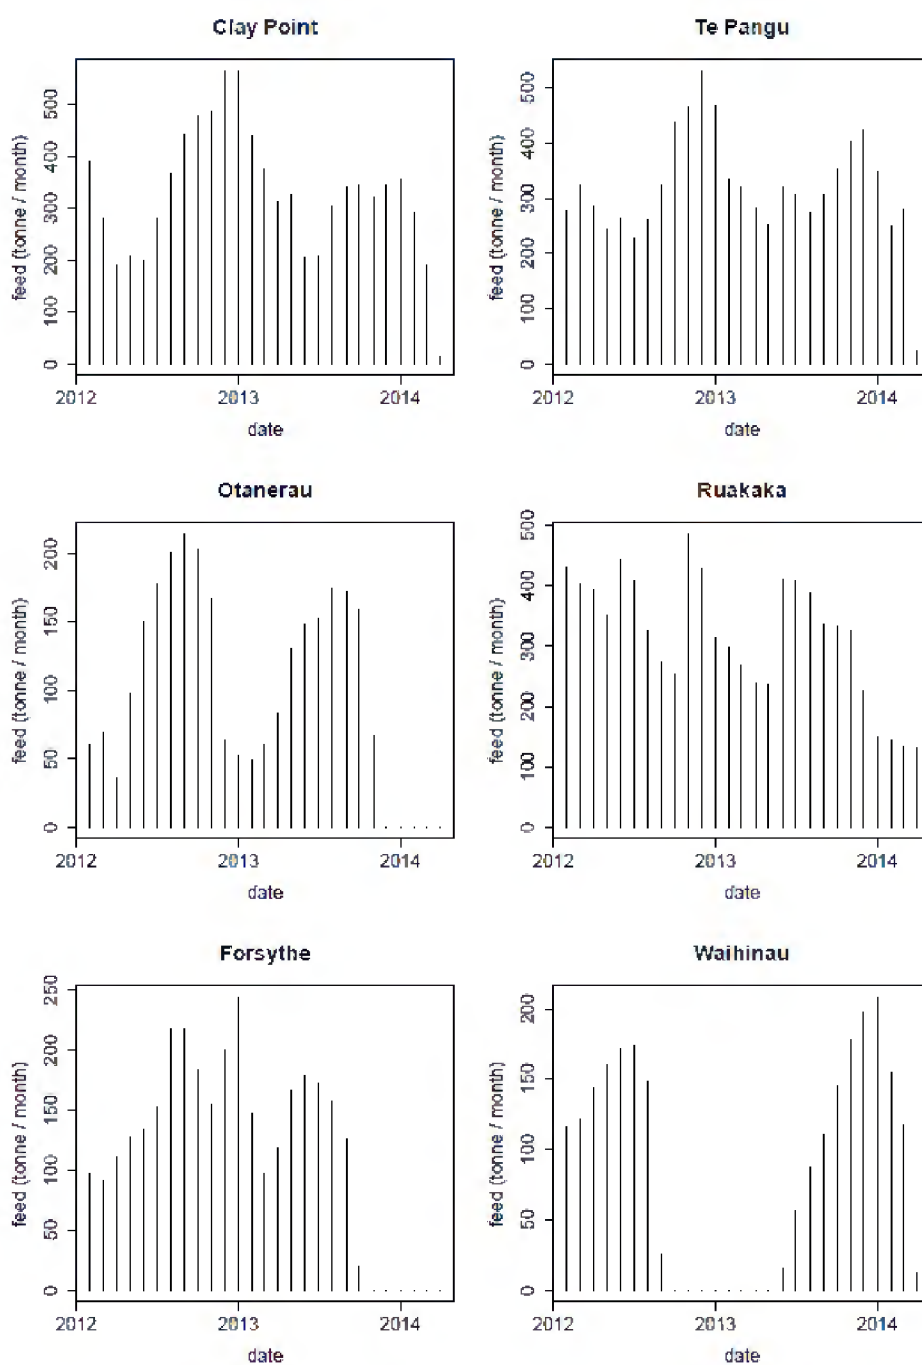 Clay Point
feed (tonne / month)
0 100 200 300 400 500
2012 2013 2014
date
Te Pangu
feed (tonne / month)
0 100 200 300 400 500
2012 2013 2014
date
Otanerau
feed (tonne / month)
0 50 100 150 200
2012 2013 2014
date
Ruakaka
feed (tonne / month)
0 100 200 300 400 500
2012 2013 2014
date
Forsythe
feed (tonne / month)
0 50 100 150 200 250
2012 2013 2014
date
Waihinau
feed (tonne / month)
0 50 100 150 200
2012 2013 2014
date